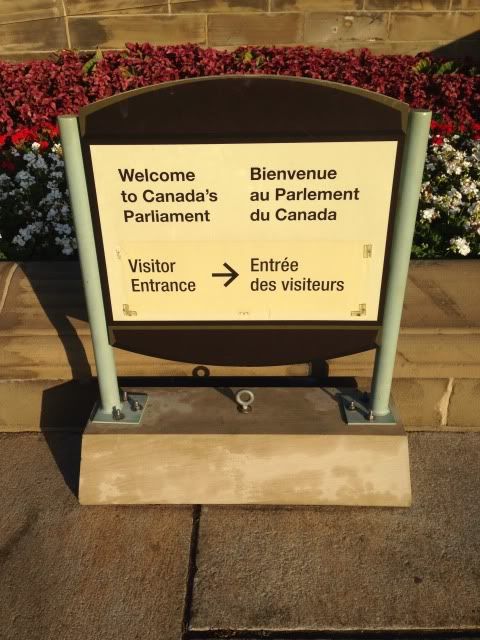 Welcome
to Canada's
Parliament
Bienvenue
au Parlement
du Canada
Visitor
Entrance
→
Entrée
des visiteurs